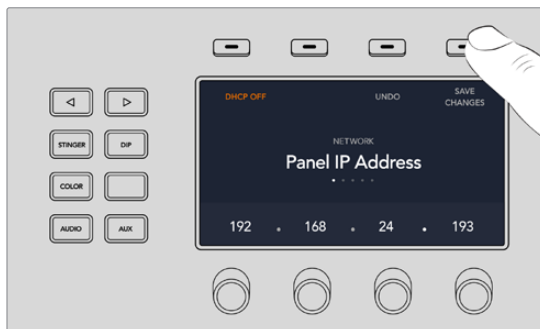 DHCP OFF
UNDO
SAVE
CHANGES
NETWORK
Panel IP Address
192 . 168 . 24 . 193
STINGER
DIP
COLOR
AUDIO
AUX